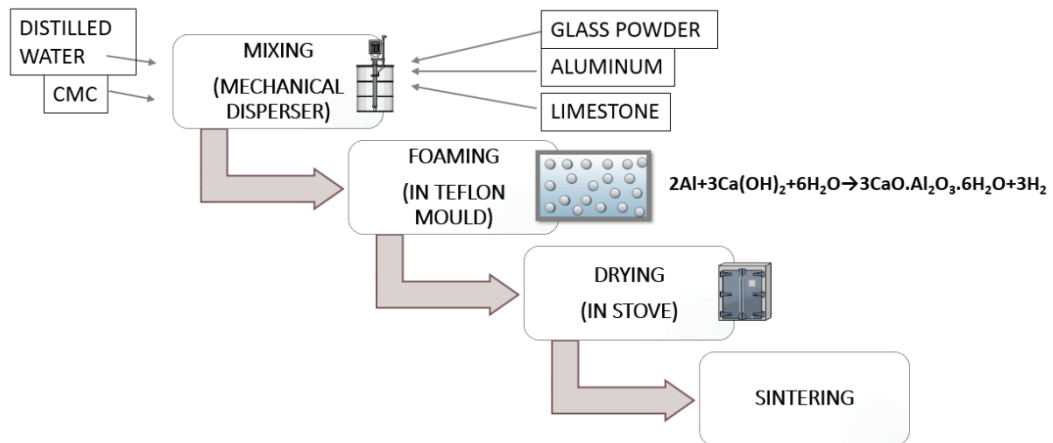 DISTILLED
WATER
CMC
MIXING
(MECHANICAL
DISPERSER)
GLASS POWDER
ALUMINUM
LIMESTONE
FOAMING
(IN TEFLON
MOULD)
2Al+3Ca(OH)₂+6H₂O→3CaO.Al₂O₃.6H₂O+3H₂
DRYING
(IN STOVE)
SINTERING